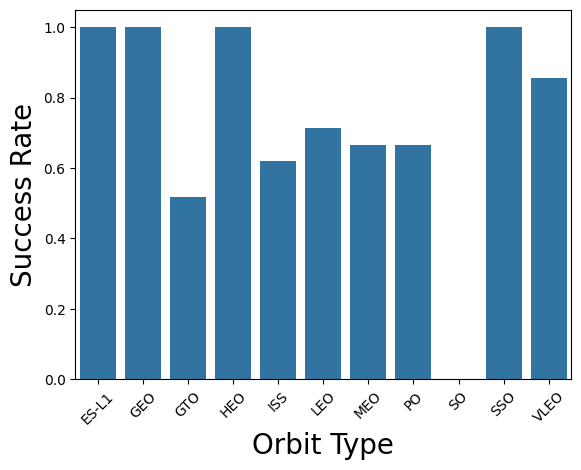 Success Rate
1.0
0.8
0.6
0.4
0.2
0.0
ES-L1 GEO GTO HEO ISS LEO MEO PO SO SSO VLEO
Orbit Type